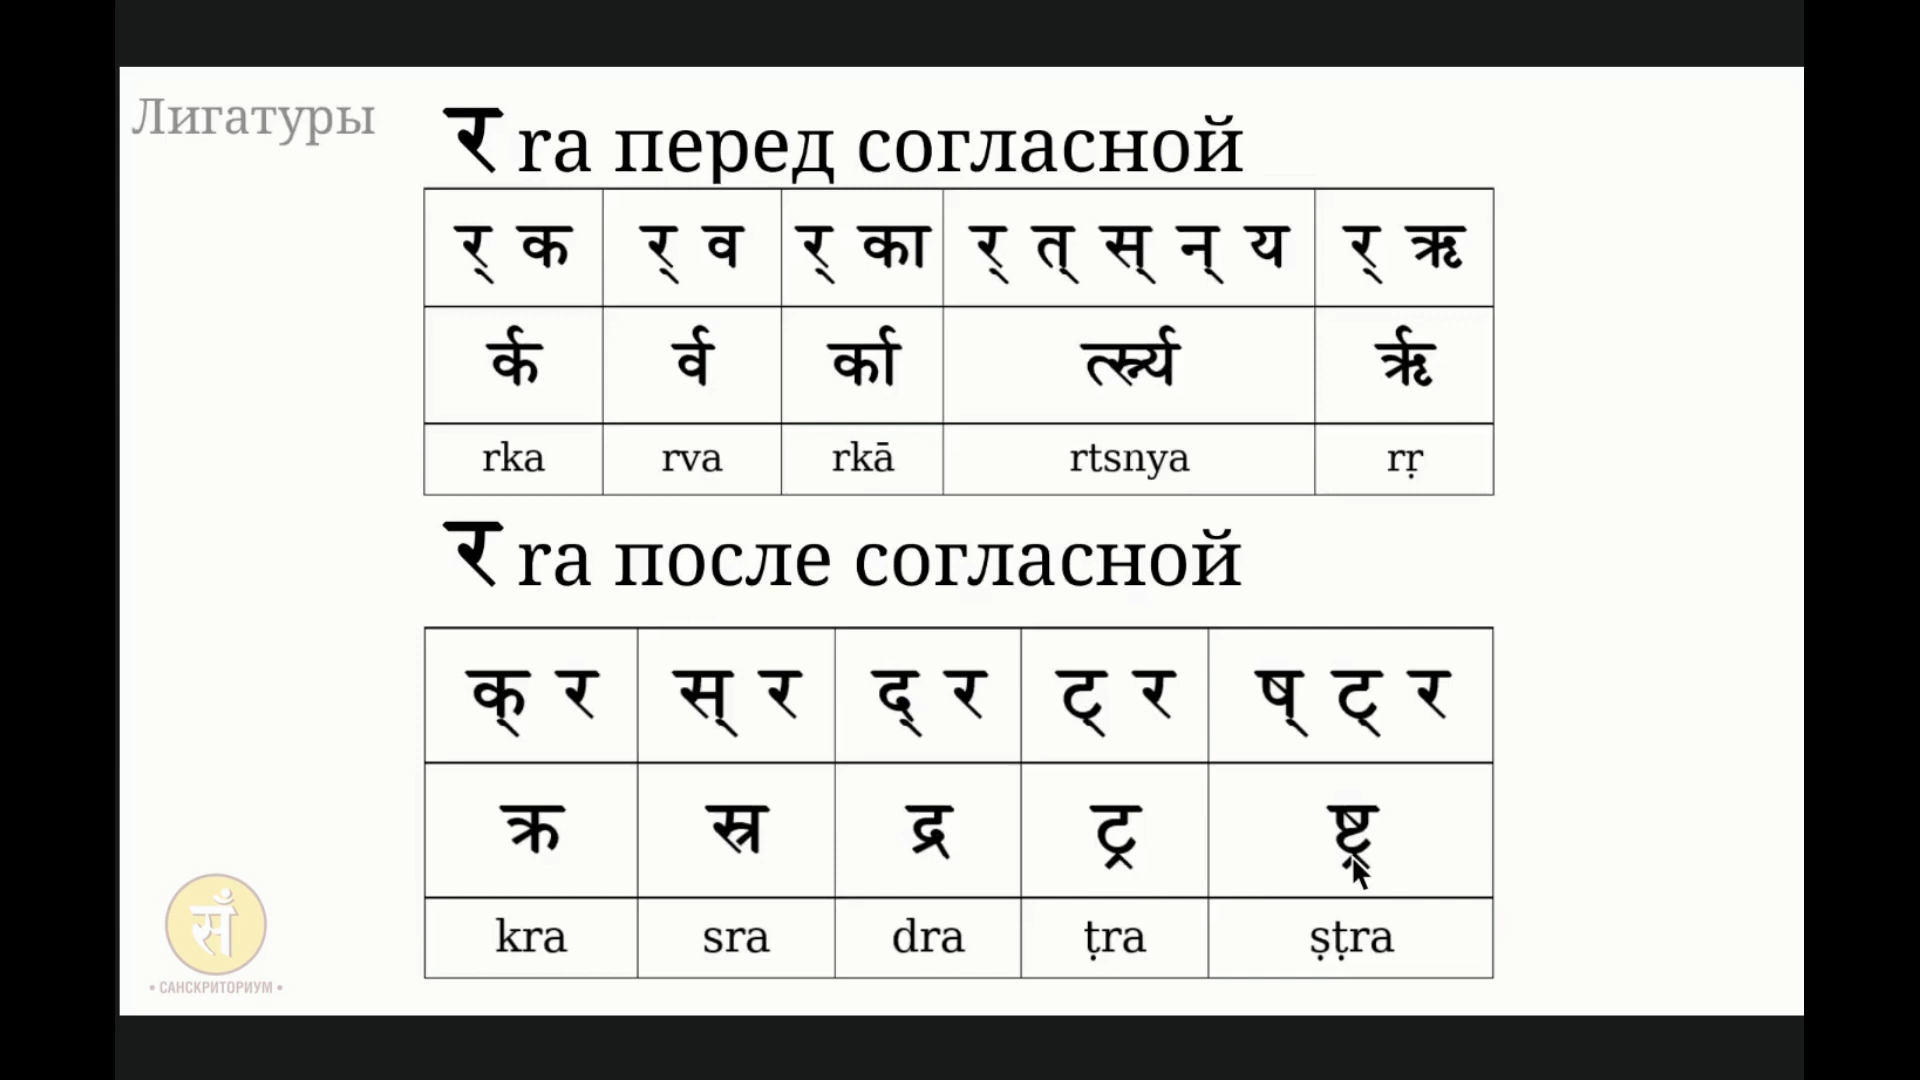 Лигатуры
र ra перед согласной
र् क र् व र् का र् त् स् न् य र् ऋ
र्क र्व र्का र्त्स्न्य र्ऋ
rka rva rkā rtsnya rṛ
र ra после согласной
क् र स् र द् र ट् र ष् ट् र
क्र स्र द्र ट्र ष्ट्र
kra sra dra ṭra ṣṭra
सँ
• САНСКРИТОРИУМ •